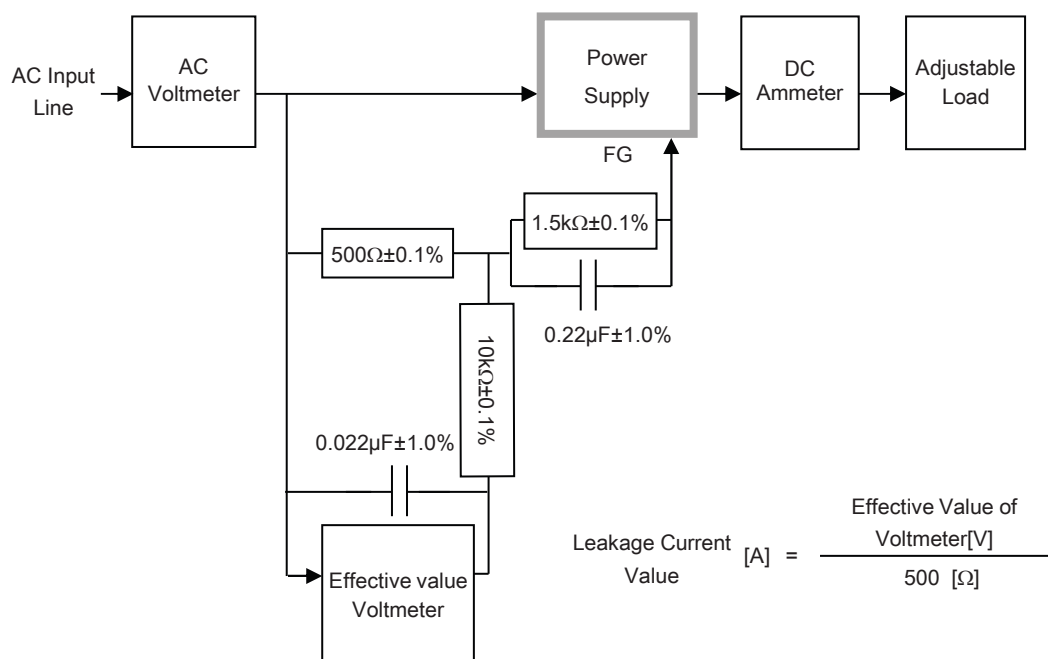 AC Input
Line
AC
Voltmeter
Power
Supply
DC
Ammeter
Adjustable
Load
FG
1.5kΩ±0.1%
500Ω±0.1%
0.22µF±1.0%
10kΩ±0.1%
0.022µF±1.0%
Effective value
Voltmeter
Leakage Current
Value
[A] =
Effective Value of
Voltmeter[V]
500 [Ω]